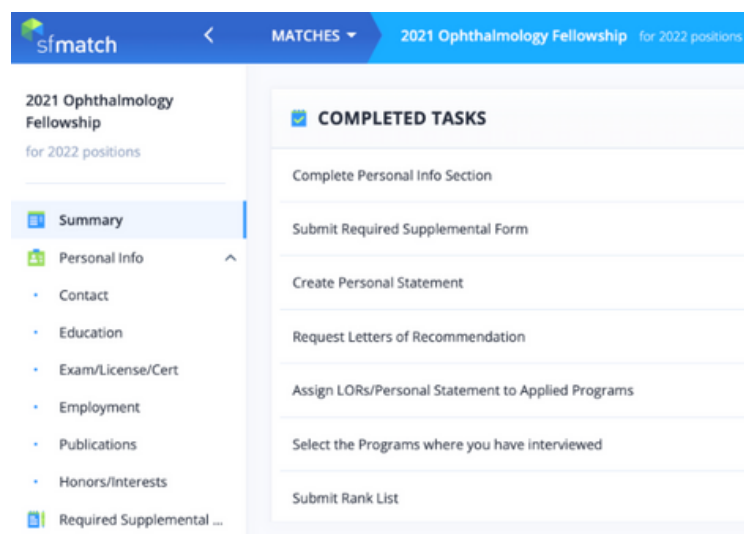 sfmatch
MATCHES
2021 Ophthalmology Fellowship for 2022 positions
2021 Ophthalmology
Fellowship
for 2022 positions
Summary
Personal Info
Contact
Education
Exam/License/Cert
Employment
Publications
Honors/Interests
Required Supplemental ...
COMPLETED TASKS
Complete Personal Info Section
Submit Required Supplemental Form
Create Personal Statement
Request Letters of Recommendation
Assign LORs/Personal Statement to Applied Programs
Select the Programs where you have interviewed
Submit Rank List